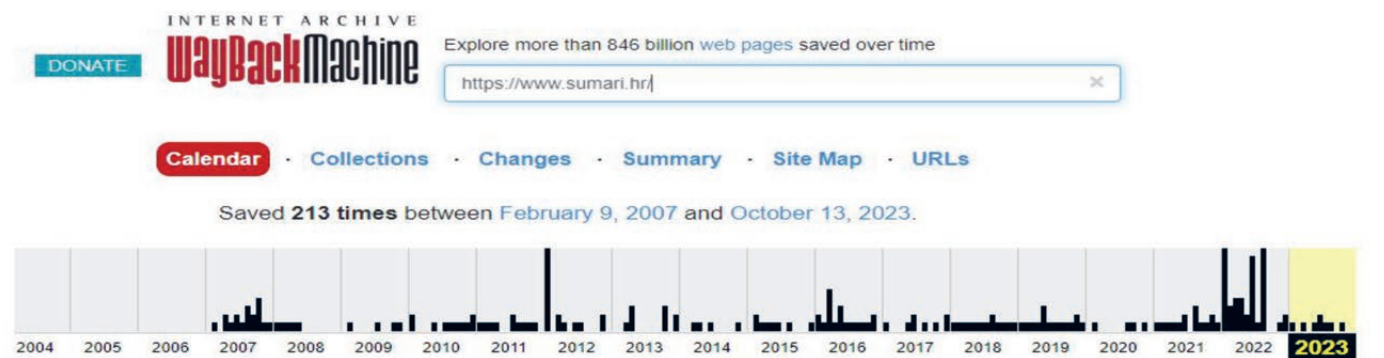 INTERNET ARCHIVE
WayBackMachine
DONATE
Explore more than 846 billion web pages saved over time
https://www.sumari.hr/
×
Calendar · Collections · Changes · Summary · Site Map · URLs
Saved 213 times between February 9, 2007 and October 13, 2023.
2004 2005 2006 2007 2008 2009 2010 2011 2012 2013 2014 2015 2016 2017 2018 2019 2020 2021 2022 2023